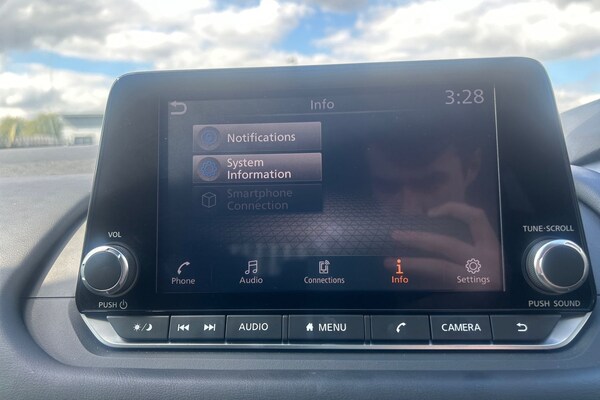 Info
3:28
Notifications
System
Information
Smartphone
Connection
VOL
TUNE·SCROLL
Phone
Audio
Connections
Info
Settings
PUSH
PUSH SOUND
AUDIO
MENU
CAMERA